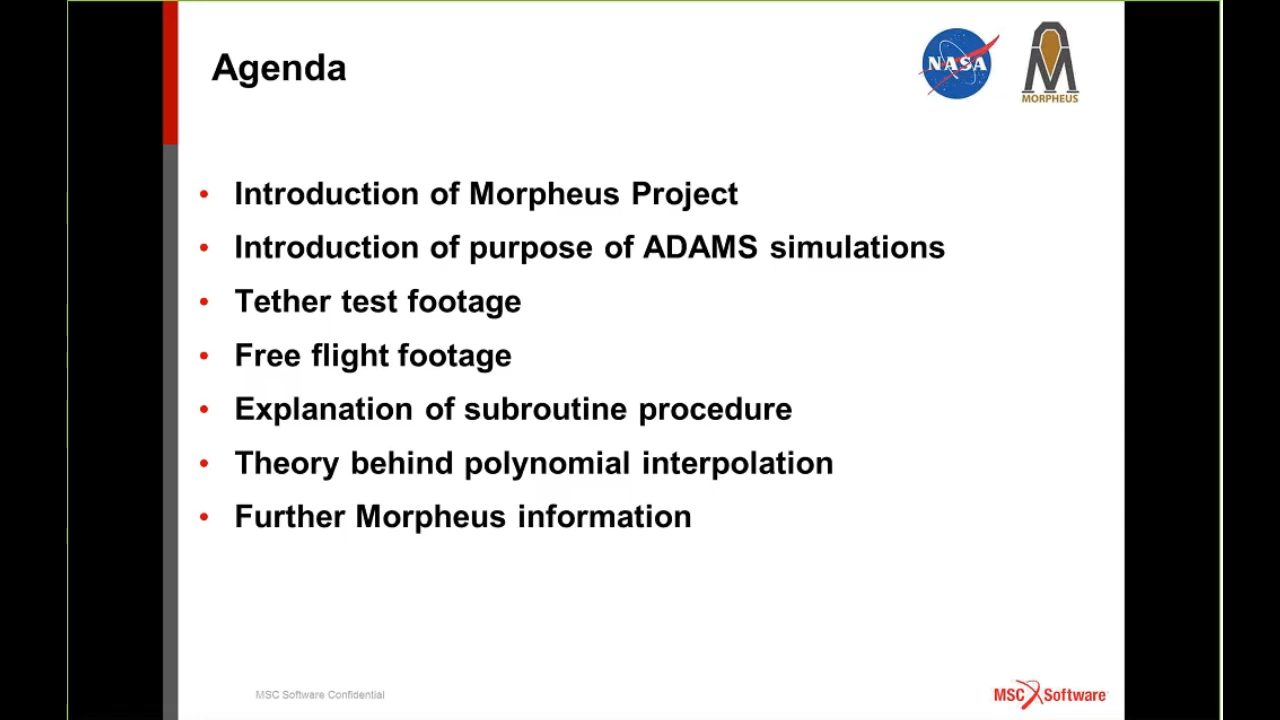 Agenda
NASA
MORPHEUS
• Introduction of Morpheus Project
• Introduction of purpose of ADAMS simulations
• Tether test footage
• Free flight footage
• Explanation of subroutine procedure
• Theory behind polynomial interpolation
• Further Morpheus information
MSC Software Confidential
MSC Software